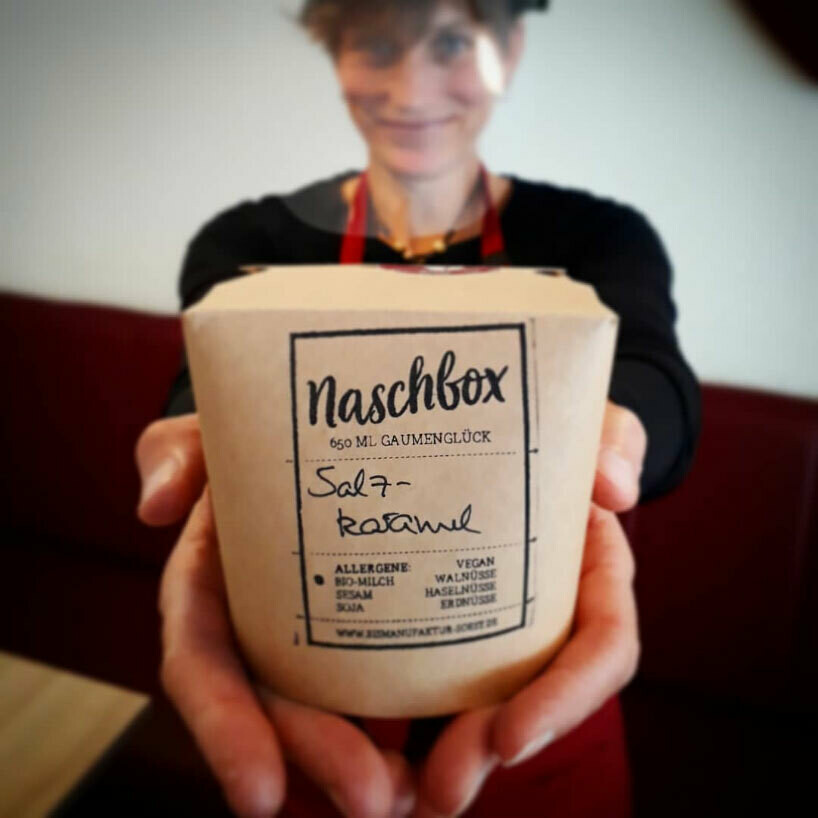 Naschbox
650 ML GAUMENGLÜCK
Salz-
karamel
ALLERGENE: VEGAN
BIO-MILCH WALNÜSSE
SESAM HASELNÜSSE
SOJA ERDNÜSSE
WWW.EISMANUFAKTUR-SOEST.DE